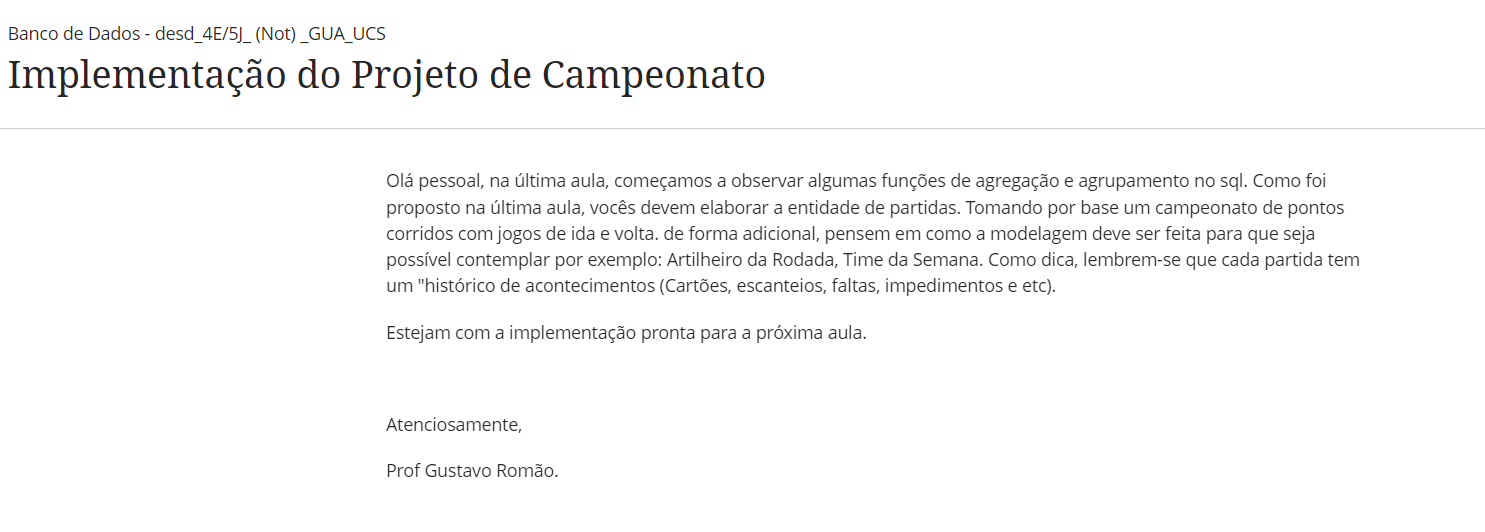 Banco de Dados - desd_4E/5J_ (Not) _GUA_UCS
Implementação do Projeto de Campeonato
Olá pessoal, na última aula, começamos a observar algumas funções de agregação e agrupamento no sql. Como foi
proposto na última aula, vocês devem elaborar a entidade de partidas. Tomando por base um campeonato de pontos
corridos com jogos de ida e volta. de forma adicional, pensem em como a modelagem deve ser feita para que seja
possível contemplar por exemplo: Artilheiro da Rodada, Time da Semana. Como dica, lembrem-se que cada partida tem
um "histórico de acontecimentos (Cartões, escanteios, faltas, impedimentos e etc).
Estejam com a implementação pronta para a próxima aula.
Atenciosamente,
Prof Gustavo Romão.